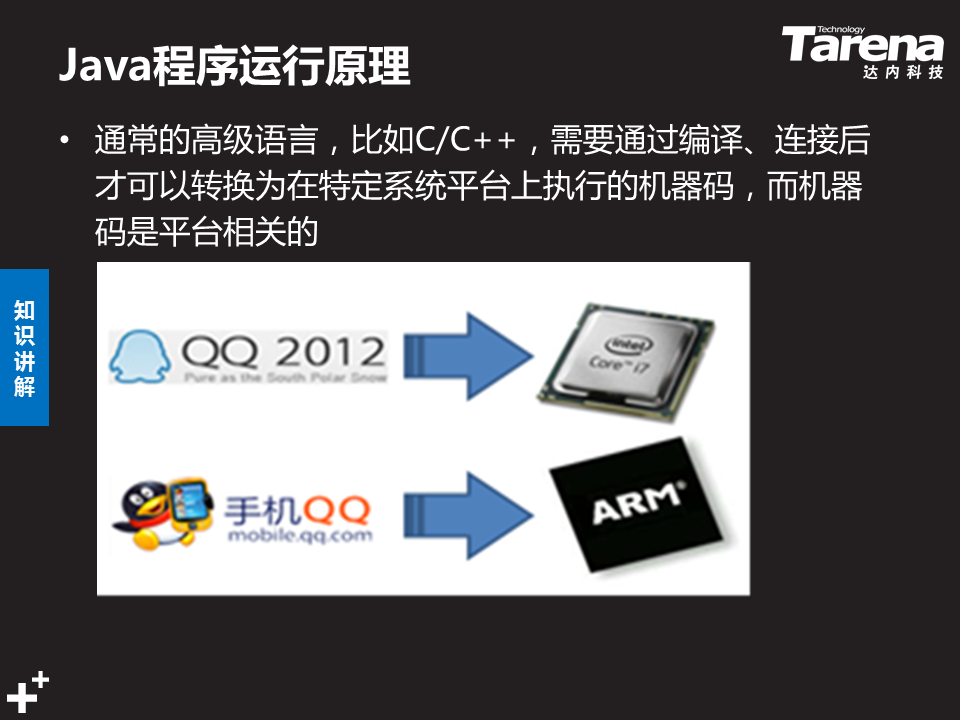 Java程序运行原理
Technology
Tarena
达内科技
• 通常的高级语言，比如C/C++，需要通过编译、连接后
才可以转换为在特定系统平台上执行的机器码，而机器
码是平台相关的
知识讲解
QQ 2012
Pure as the South Polar Snow
intel
Core™ i7
手机QQ
mobile.qq.com
ARM®